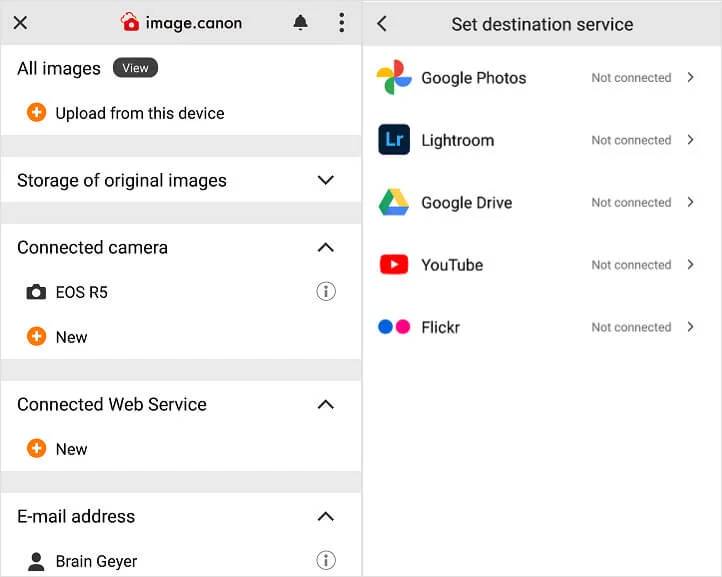 image.canon
All images View
Upload from this device
Storage of original images
Connected camera
EOS R5
New
Connected Web Service
New
E-mail address
Brain Geyer
Set destination service
Google Photos Not connected
Lr Lightroom Not connected
Google Drive Not connected
YouTube Not connected
Flickr Not connected